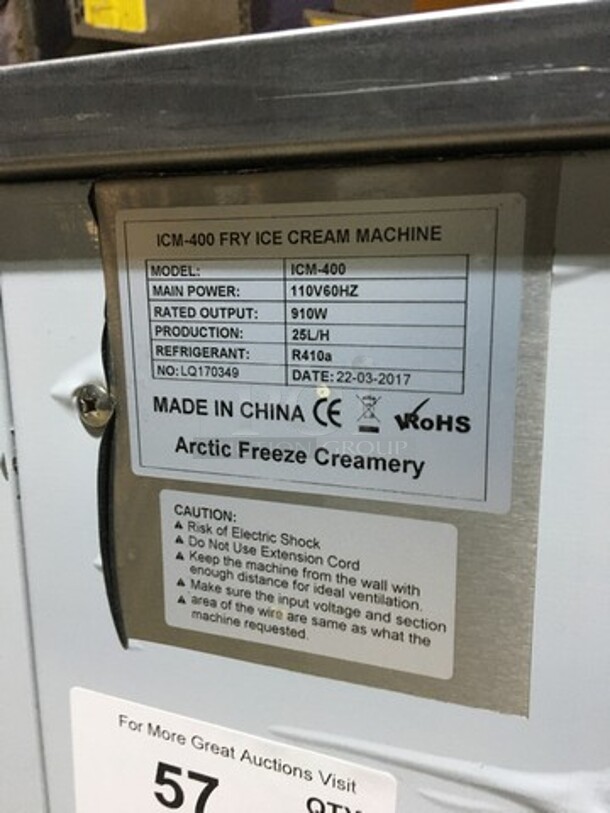 ICM-400 FRY ICE CREAM MACHINE
MODEL: ICM-400
MAIN POWER: 110V60HZ
RATED OUTPUT: 910W
PRODUCTION: 25L/H
REFRIGERANT: R410a
NO:LQ170349 DATE: 22-03-2017
MADE IN CHINA CE RoHS
Arctic Freeze Creamery
AUCTION GROUP
CAUTION:
Risk of Electric Shock
Do Not Use Extension Cord
Keep the machine from the wall with
enough distance for ideal ventilation.
Make sure the input voltage and section
area of the wire are same as what the
machine requested.
For More Great Auctions Visit
57 QTY